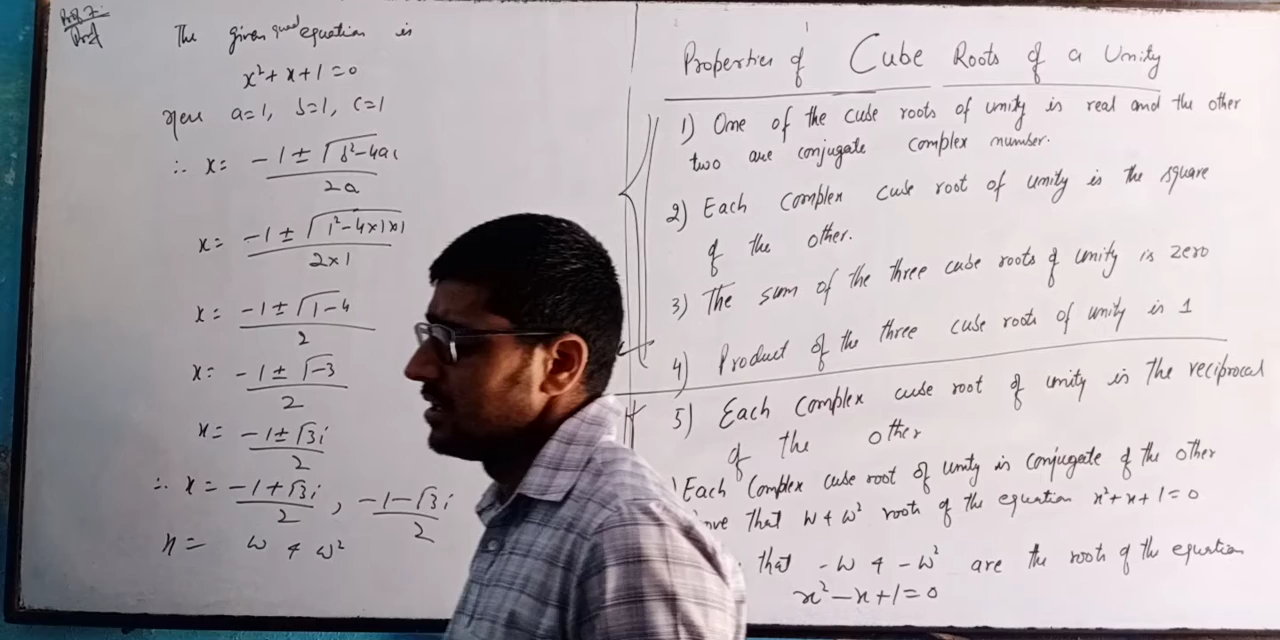 Prof 7:
The given quad equation is
x² + x + 1 = 0
Here a=1, b=1, c=1
∴ x = (-1 ± √(b²-4ac)) / 2a
x = (-1 ± √(1²-4×1×1)) / 2×1
x = (-1 ± √(1-4)) / 2
x = (-1 ± √-3) / 2
x = (-1 ± √3i) / 2
∴ x = (-1 + √3i) / 2 , (-1 - √3i) / 2
x = ω & ω²
Properties of Cube Roots of a Unity
1) One of the cube roots of unity is real and the other
two are conjugate complex number.
2) Each complex cube root of unity is the square
of the other.
3) The sum of the three cube roots of unity is zero
4) Product of the three cube roots of unity is 1
5) Each complex cube root of unity is the reciprocal
of the other
) Each complex cube root of unity is conjugate of the other
ove that ω & ω² roots of the equation x²+x+1=0
that -ω & -ω² are the roots of the equation
x²-x+1=0